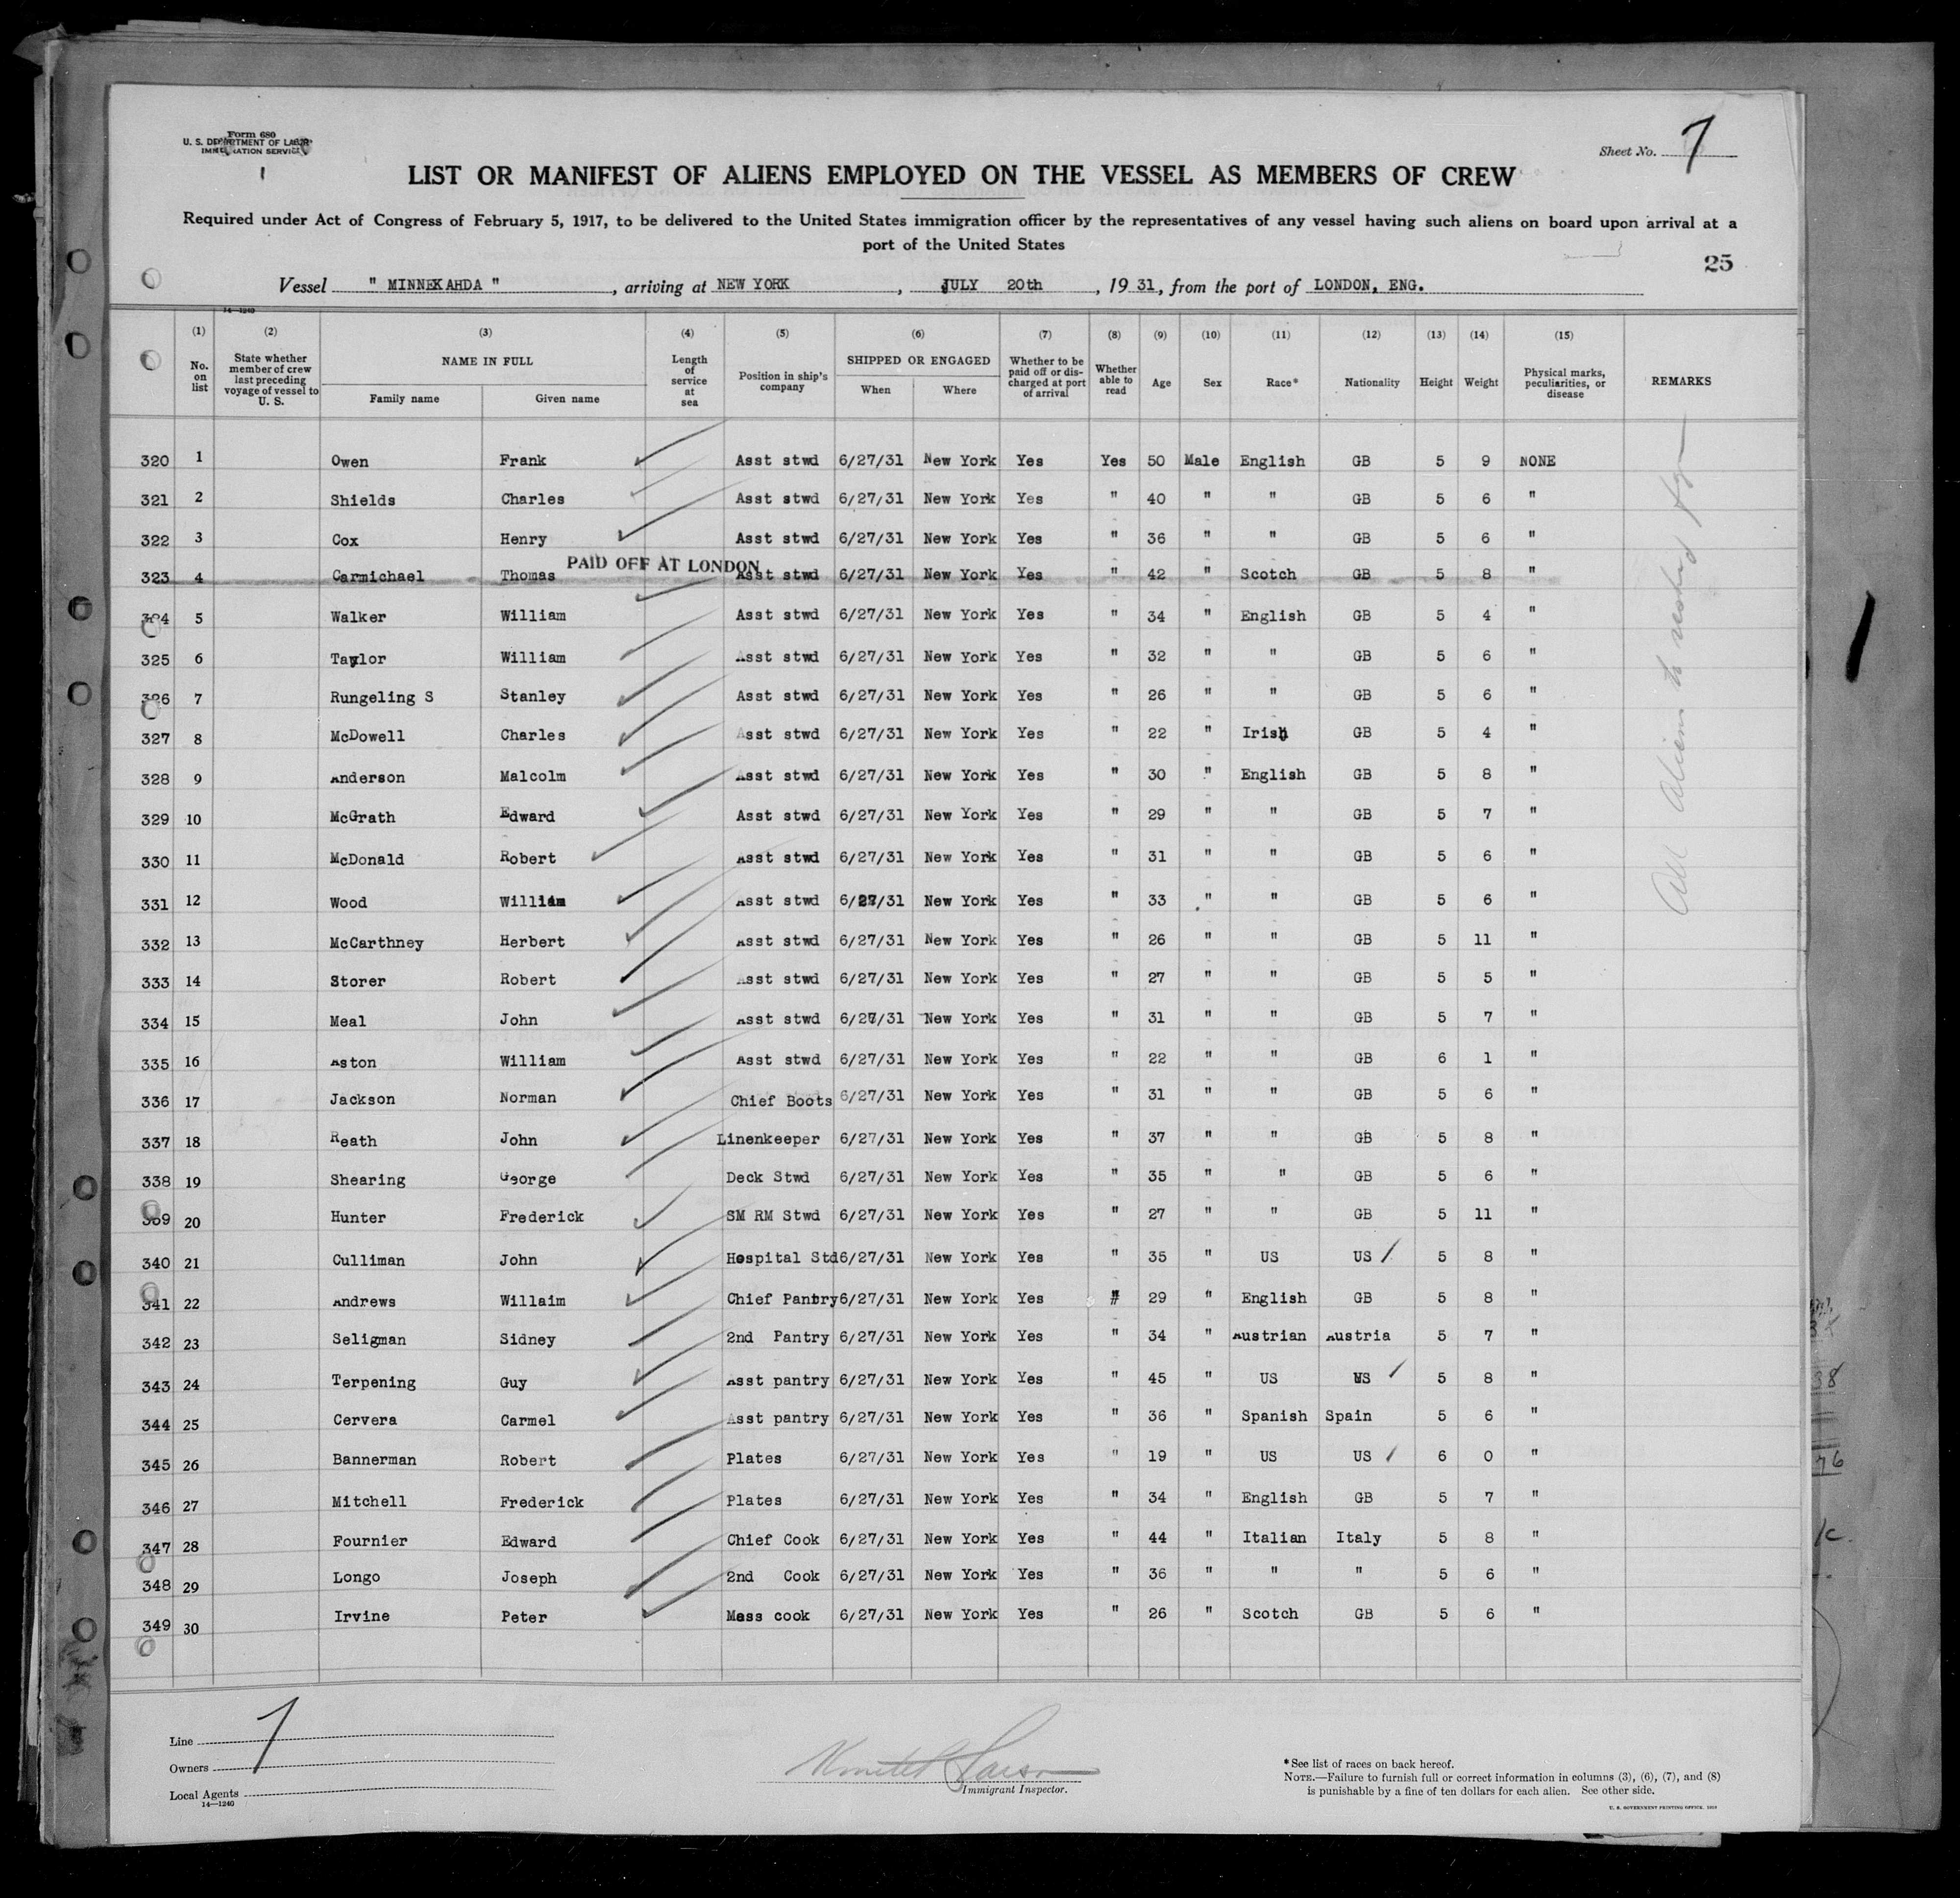 Form 680
U. S. DEPARTMENT OF LABOR
IMMIGRATION SERVICE
Sheet No. 7
LIST OR MANIFEST OF ALIENS EMPLOYED ON THE VESSEL AS MEMBERS OF CREW
Required under Act of Congress of February 5, 1917, to be delivered to the United States immigration officer by the representatives of any vessel having such aliens on board upon arrival at a
port of the United States
25
Vessel " MINNEKAHDA ", arriving at NEW YORK, JULY 20th, 19 31, from the port of LONDON, ENG.
14-1240
(1) (2) (3) (4) (5) (6) (7) (8) (9) (10) (11) (12) (13) (14) (15)
No. on list State whether member of crew last preceding voyage of vessel to U. S. NAME IN FULL Family name Given name Length of service at sea Position in ship's company SHIPPED OR ENGAGED When Where Whether to be paid off or discharged at port of arrival Whether able to read Age Sex Race* Nationality Height Weight Physical marks, peculiarities, or disease REMARKS
320 1 Owen Frank Asst stwd 6/27/31 New York Yes Yes 50 Male English GB 5 9 NONE
321 2 Shields Charles Asst stwd 6/27/31 New York Yes " 40 " " GB 5 6 "
322 3 Cox Henry Asst stwd 6/27/31 New York Yes " 36 " " GB 5 6 "
PAID OFF AT LONDON
323 4 Carmichael Thomas Asst stwd 6/27/31 New York Yes " 42 " Scotch GB 5 8 "
324 5 Walker William Asst stwd 6/27/31 New York Yes " 34 " English GB 5 4 "
325 6 Taylor William Asst stwd 6/27/31 New York Yes " 32 " " GB 5 6 "
326 7 Rungeling S Stanley Asst stwd 6/27/31 New York Yes " 26 " " GB 5 6 "
327 8 McDowell Charles Asst stwd 6/27/31 New York Yes " 22 " Irish GB 5 4 "
328 9 Anderson Malcolm Asst stwd 6/27/31 New York Yes " 30 " English GB 5 8 "
329 10 McGrath Edward Asst stwd 6/27/31 New York Yes " 29 " " GB 5 7 "
330 11 McDonald Robert Asst stwd 6/27/31 New York Yes " 31 " " GB 5 6 "
331 12 Wood William Asst stwd 6/27/31 New York Yes " 33 " " GB 5 6 "
332 13 McCarthney Herbert Asst stwd 6/27/31 New York Yes " 26 " " GB 5 11 "
333 14 Storer Robert Asst stwd 6/27/31 New York Yes " 27 " " GB 5 5 "
334 15 Meal John Asst stwd 6/27/31 New York Yes " 31 " " GB 5 7 "
335 16 Aston William Asst stwd 6/27/31 New York Yes " 22 " " GB 6 1 "
336 17 Jackson Norman Chief Boots 6/27/31 New York Yes " 31 " " GB 5 6 "
337 18 Reath John Linenkeeper 6/27/31 New York Yes " 37 " " GB 5 8 "
338 19 Shearing George Deck Stwd 6/27/31 New York Yes " 35 " " GB 5 6 "
339 20 Hunter Frederick SM RM Stwd 6/27/31 New York Yes " 27 " " GB 5 11 "
340 21 Culliman John Hospital Std 6/27/31 New York Yes " 35 " US US 5 8 "
341 22 Andrews Willaim Chief Pantry 6/27/31 New York Yes " 29 " English GB 5 8 "
342 23 Seligman Sidney 2nd Pantry 6/27/31 New York Yes " 34 " Austrian Austria 5 7 "
343 24 Terpening Guy Asst pantry 6/27/31 New York Yes " 45 " US US 5 8 "
344 25 Cervera Carmel Asst pantry 6/27/31 New York Yes " 36 " Spanish Spain 5 6 "
345 26 Bannerman Robert Plates 6/27/31 New York Yes " 19 " US US 6 0 "
346 27 Mitchell Frederick Plates 6/27/31 New York Yes " 34 " English GB 5 7 "
347 28 Fournier Edward Chief Cook 6/27/31 New York Yes " 44 " Italian Italy 5 8 "
348 29 Longo Joseph 2nd Cook 6/27/31 New York Yes " 36 " " " 5 6 "
349 30 Irvine Peter Mess cook 6/27/31 New York Yes " 26 " Scotch GB 5 6 "
All Aliens to
Line
7
Owners
Local Agents
14—1240
Immigrant Inspector.
* See list of races on back hereof.
NOTE.—Failure to furnish full or correct information in columns (3), (6), (7), and (8)
is punishable by a fine of ten dollars for each alien. See other side.
U. S. GOVERNMENT PRINTING OFFICE. 1929